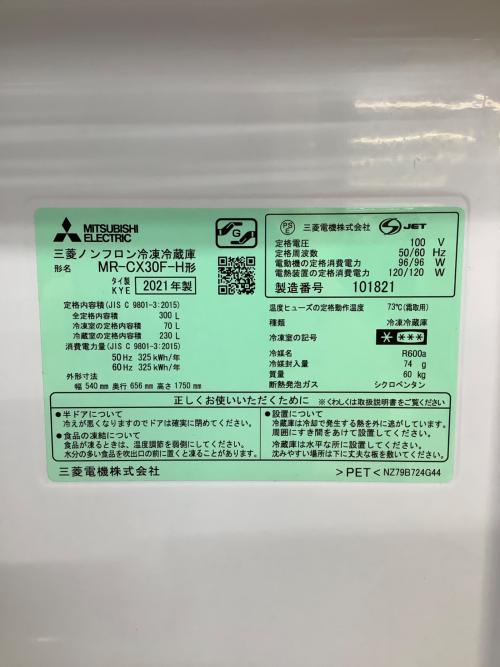 MITSUBISHI
ELECTRIC
G
三菱ノンフロン冷凍冷蔵庫
形名 MR-CX30F-H形
タイ製
KYE 2021年製
定格内容積(JIS C 9801-3:2015)
全定格内容積 300 L
冷凍室の定格内容積 70 L
冷蔵室の定格内容積 230 L
消費電力量(JIS C 9801-3:2015)
50 Hz 325 kWh/年
60 Hz 325 kWh/年
外形寸法
幅 540 mm 奥行 656 mm 高さ 1750 mm
PS
E
三菱電機株式会社 JET
定格電圧 100 V
定格周波数 50/60 Hz
電動機の定格消費電力 96/96 W
電熱装置の定格消費電力 120/120 W
製造番号 101821
温度ヒューズの定格動作温度 73℃(霜取用)
種類 冷凍冷蔵庫
冷凍室の記号 * ***
冷媒名 R600a
冷媒封入量 74 g
質量 60 kg
断熱発泡ガス シクロペンタン
正しくお使いいただくために ※くわしくは取扱説明書をご覧ください
●半ドアについて
冷えが悪くなりますのでドアは確実に閉めてください。
●食品の凍結について
凍るときは、温度調節を弱側にしてください。
水分の多い食品は吹出口の前に置くと凍ることがあります。
●設置について
冷蔵庫は冷却で発生する熱を外に逃がしています。
周囲にすき間をあけて設置してください。
冷蔵庫は水平な所に設置してください。
沈みやすい場所は下に丈夫な板を敷いてください。
三菱電機株式会社 >PET< NZ79B724G44